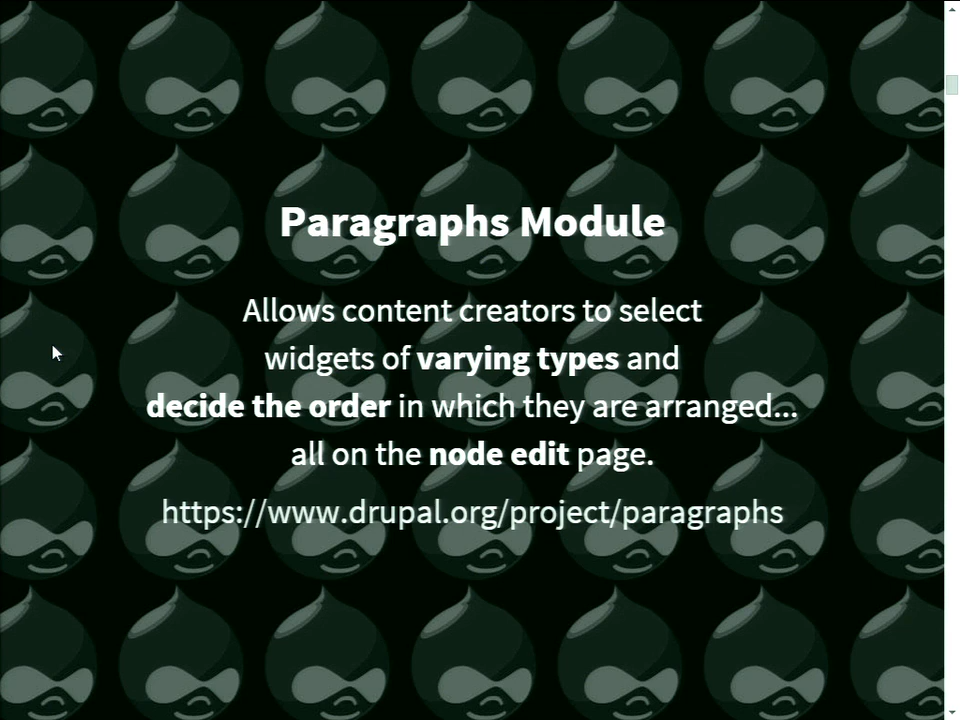 Paragraphs Module
Allows content creators to select
widgets of varying types and
decide the order in which they are arranged...
all on the node edit page.
https://www.drupal.org/project/paragraphs